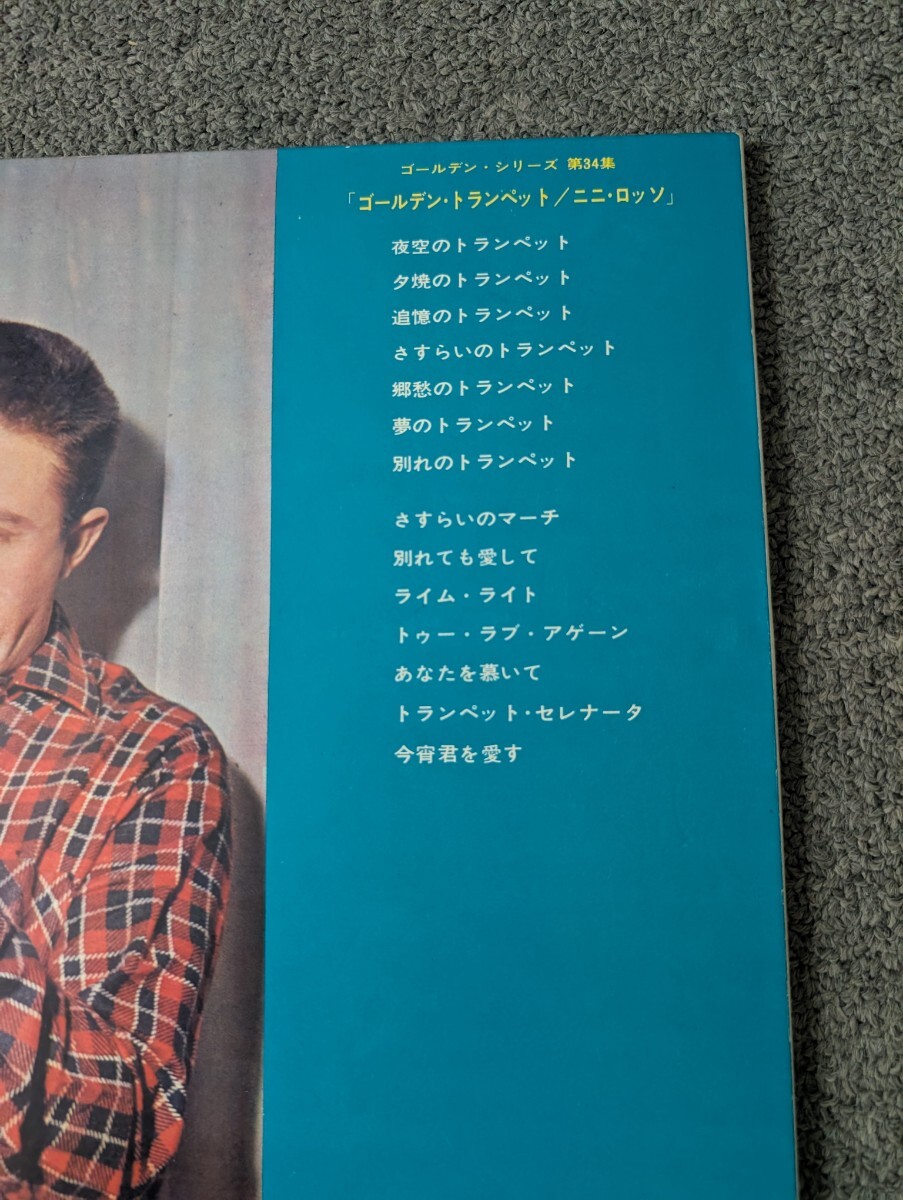 ゴールデン・シリーズ 第34集
「ゴールデン・トランペット／ニニ・ロッソ」
夜空のトランペット
夕焼のトランペット
追憶のトランペット
さすらいのトランペット
郷愁のトランペット
夢のトランペット
別れのトランペット
さすらいのマーチ
別れても愛して
ライム・ライト
トゥー・ラブ・アゲーン
あなたを慕いて
トランペット・セレナータ
今宵君を愛す